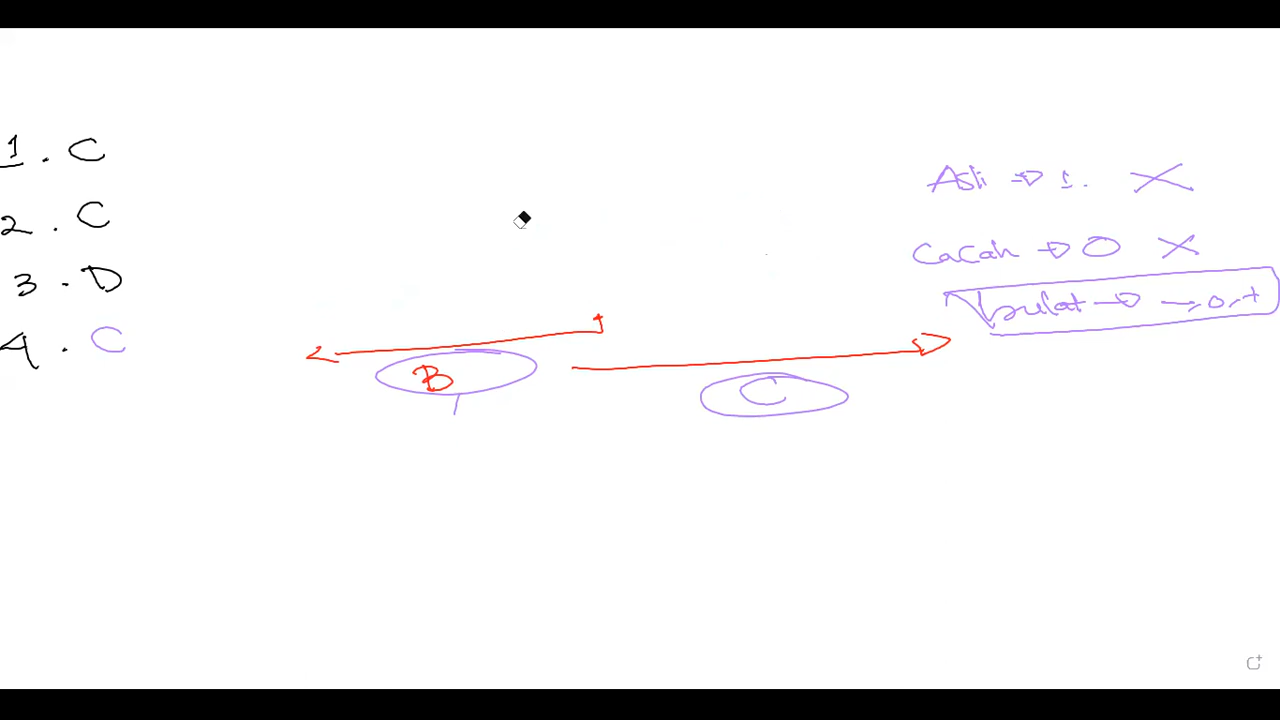 1 . C
2 . C
3 . D
4 . C
B
C
Asli → 1. X
Cacah → 0 X
bulat → -, 0, +